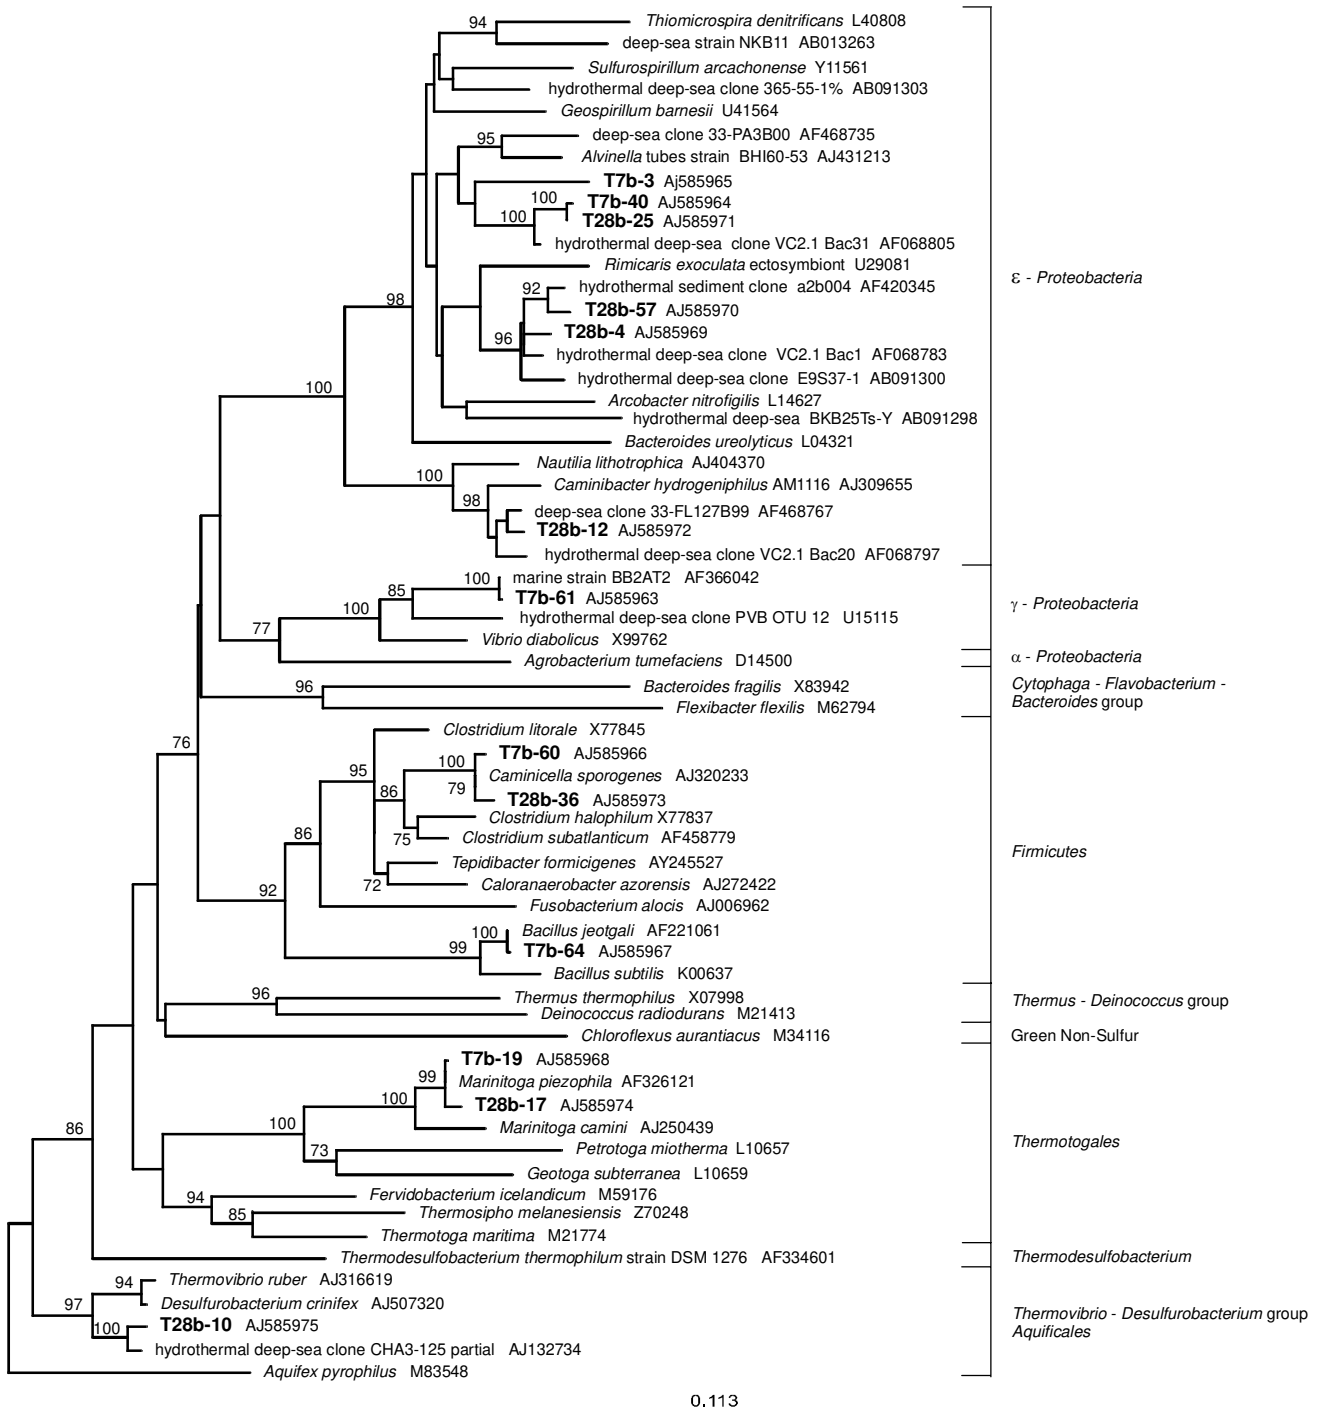 94
Thiomicrospira denitrificans L40808
deep-sea strain NKB11 AB013263
Sulfurospirillum arcachonense Y11561
hydrothermal deep-sea clone 365-55-1% AB091303
Geospirillum barnesii U41564
95
deep-sea clone 33-PA3B00 AF468735
Alvinella tubes strain BHI60-53 AJ431213
T7b-3 Aj585965
100
T7b-40 AJ585964
100
T28b-25 AJ585971
hydrothermal deep-sea clone VC2.1 Bac31 AF068805
Rimicaris exoculata ectosymbiont U29081
ε - Proteobacteria
92
hydrothermal sediment clone a2b004 AF420345
98
T28b-57 AJ585970
T28b-4 AJ585969
96
hydrothermal deep-sea clone VC2.1 Bac1 AF068783
hydrothermal deep-sea clone E9S37-1 AB091300
100
Arcobacter nitrofigilis L14627
hydrothermal deep-sea BKB25Ts-Y AB091298
Bacteroides ureolyticus L04321
Nautilia lithotrophica AJ404370
100
Caminibacter hydrogeniphilus AM1116 AJ309655
98
deep-sea clone 33-FL127B99 AF468767
T28b-12 AJ585972
hydrothermal deep-sea clone VC2.1 Bac20 AF068797
100
marine strain BB2AT2 AF366042
85
T7b-61 AJ585963
γ - Proteobacteria
100
hydrothermal deep-sea clone PVB OTU 12 U15115
77
Vibrio diabolicus X99762
Agrobacterium tumefaciens D14500
α - Proteobacteria
96
Bacteroides fragilis X83942
Cytophaga - Flavobacterium -
Bacteroides group
Flexibacter flexilis M62794
Clostridium litorale X77845
76
T7b-60 AJ585966
100
95
Caminicella sporogenes AJ320233
79
86
T28b-36 AJ585973
Clostridium halophilum X77837
86
75
Clostridium subatlanticum AF458779
Firmicutes
Tepidibacter formicigenes AY245527
72
Caloranaerobacter azorensis AJ272422
92
Fusobacterium alocis AJ006962
100
Bacillus jeotgali AF221061
99
T7b-64 AJ585967
Bacillus subtilis K00637
96
Thermus thermophilus X07998
Thermus - Deinococcus group
Deinococcus radiodurans M21413
Chloroflexus aurantiacus M34116
Green Non-Sulfur
T7b-19 AJ585968
99
Marinitoga piezophila AF326121
100
T28b-17 AJ585974
100
Marinitoga camini AJ250439
86
73
Petrotoga miotherma L10657
Thermotogales
Geotoga subterranea L10659
94
Fervidobacterium icelandicum M59176
85
Thermosipho melanesiensis Z70248
Thermotoga maritima M21774
Thermodesulfobacterium thermophilum strain DSM 1276 AF334601
Thermodesulfobacterium
94
Thermovibrio ruber AJ316619
97
Desulfurobacterium crinifex AJ507320
Thermovibrio - Desulfurobacterium group
Aquificales
100
T28b-10 AJ585975
hydrothermal deep-sea clone CHA3-125 partial AJ132734
Aquifex pyrophilus M83548
0.113